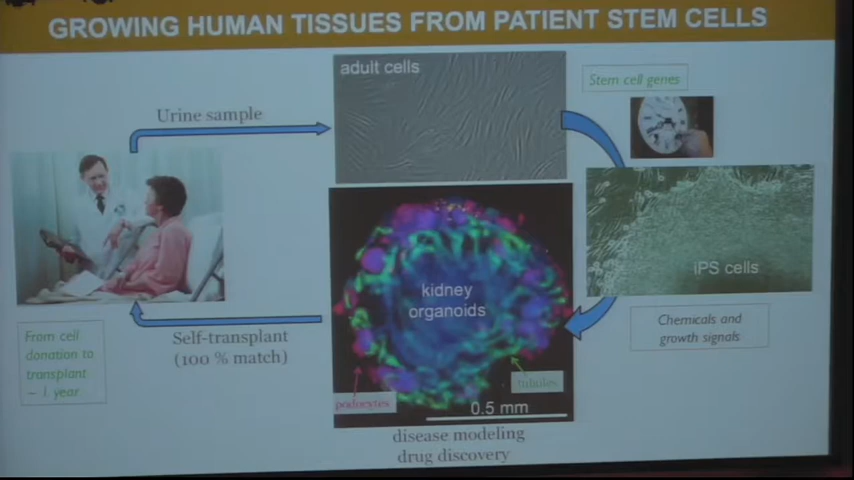 GROWING HUMAN TISSUES FROM PATIENT STEM CELLS
adult cells
Stem cell genes
Urine sample
iPS cells
kidney
organoids
Chemicals and
growth signals
Self-transplant
(100 % match)
From cell
donation to
transplant
~ 1 year
podocytes
tubules
0.5 mm
disease modeling
drug discovery